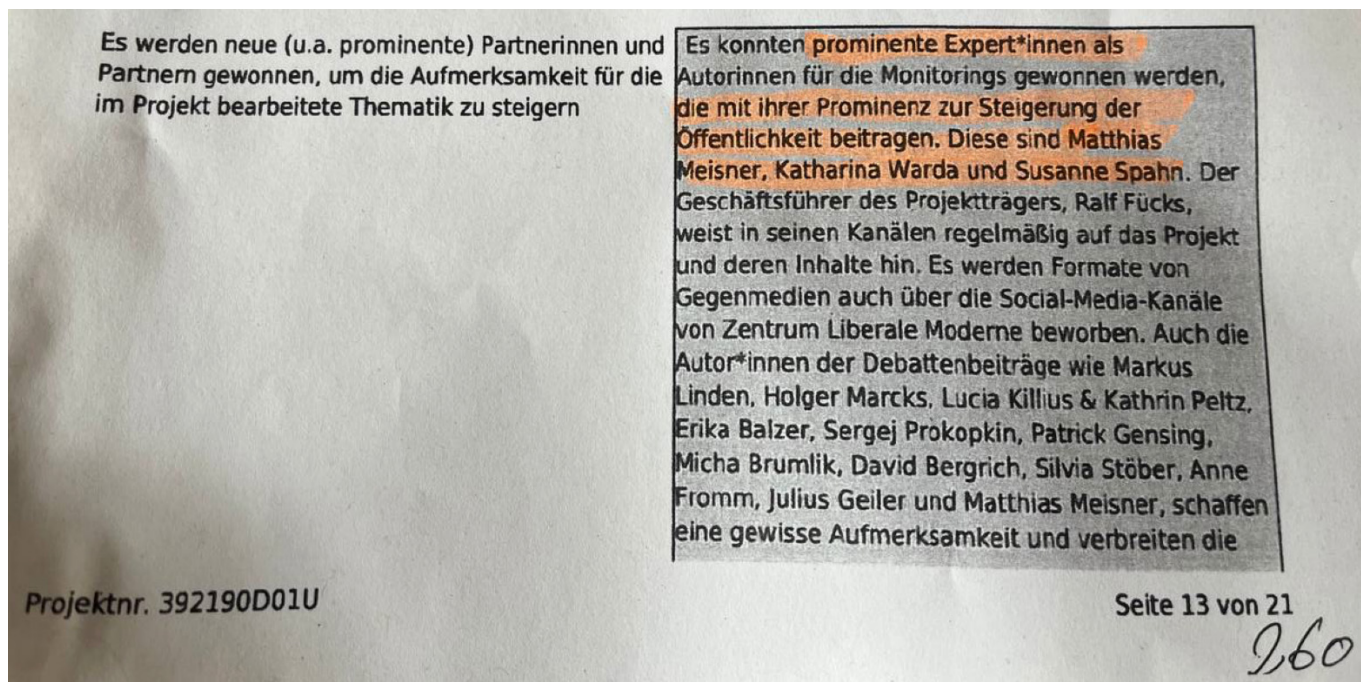 Es werden neue (u.a. prominente) Partnerinnen und
Partnern gewonnen, um die Aufmerksamkeit für die
im Projekt bearbeitete Thematik zu steigern
Es konnten prominente Expert*innen als
Autorinnen für die Monitorings gewonnen werden,
die mit ihrer Prominenz zur Steigerung der
Öffentlichkeit beitragen. Diese sind Matthias
Meisner, Katharina Warda und Susanne Spahn. Der
Geschäftsführer des Projektträgers, Ralf Fücks,
weist in seinen Kanälen regelmäßig auf das Projekt
und deren Inhalte hin. Es werden Formate von
Gegenmedien auch über die Social-Media-Kanäle
von Zentrum Liberale Moderne beworben. Auch die
Autor*innen der Debattenbeiträge wie Markus
Linden, Holger Marcks, Lucia Killius & Kathrin Peltz,
Erika Balzer, Sergej Prokopkin, Patrick Gensing,
Micha Brumlik, David Bergrich, Silvia Stöber, Anne
Fromm, Julius Geiler und Matthias Meisner, schaffen
eine gewisse Aufmerksamkeit und verbreiten die
Projektnr. 392190D01U
Seite 13 von 21
260